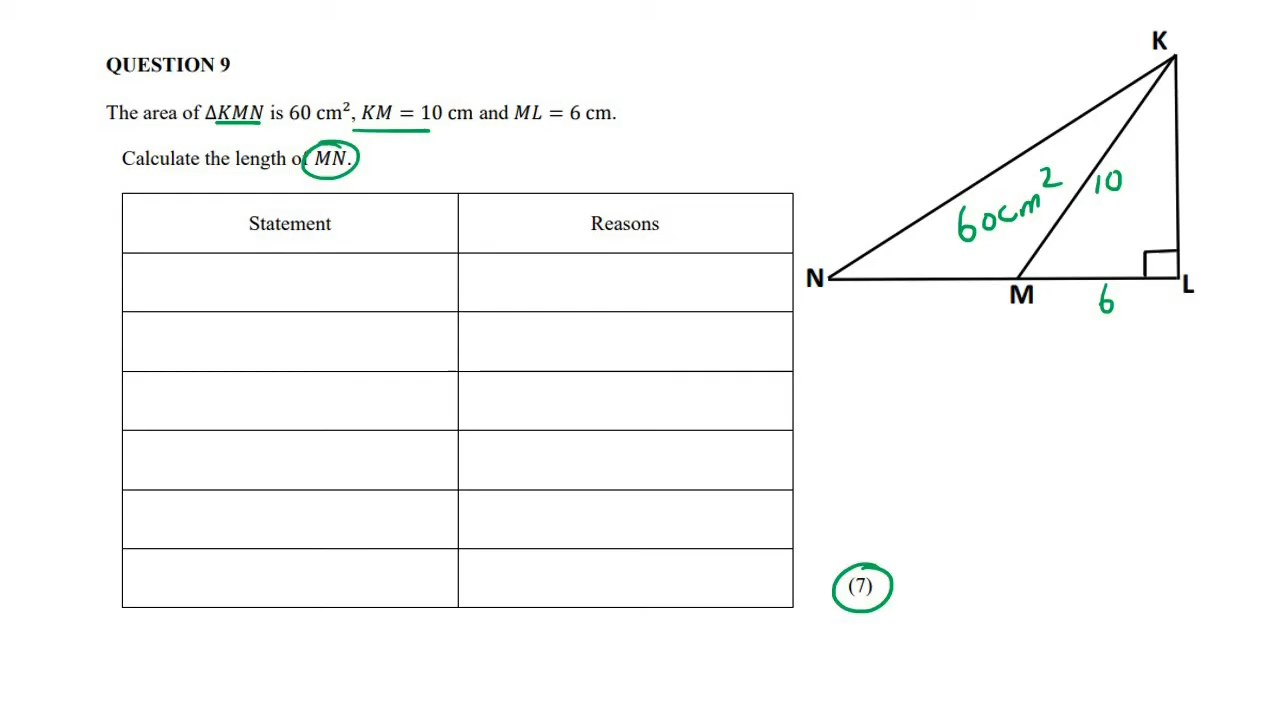 QUESTION 9
The area of ΔKMN is 60 cm², KM = 10 cm and ML = 6 cm.
Calculate the length of MN.
Statement Reasons
K
60cm²
10
N
M
L
6
(7)